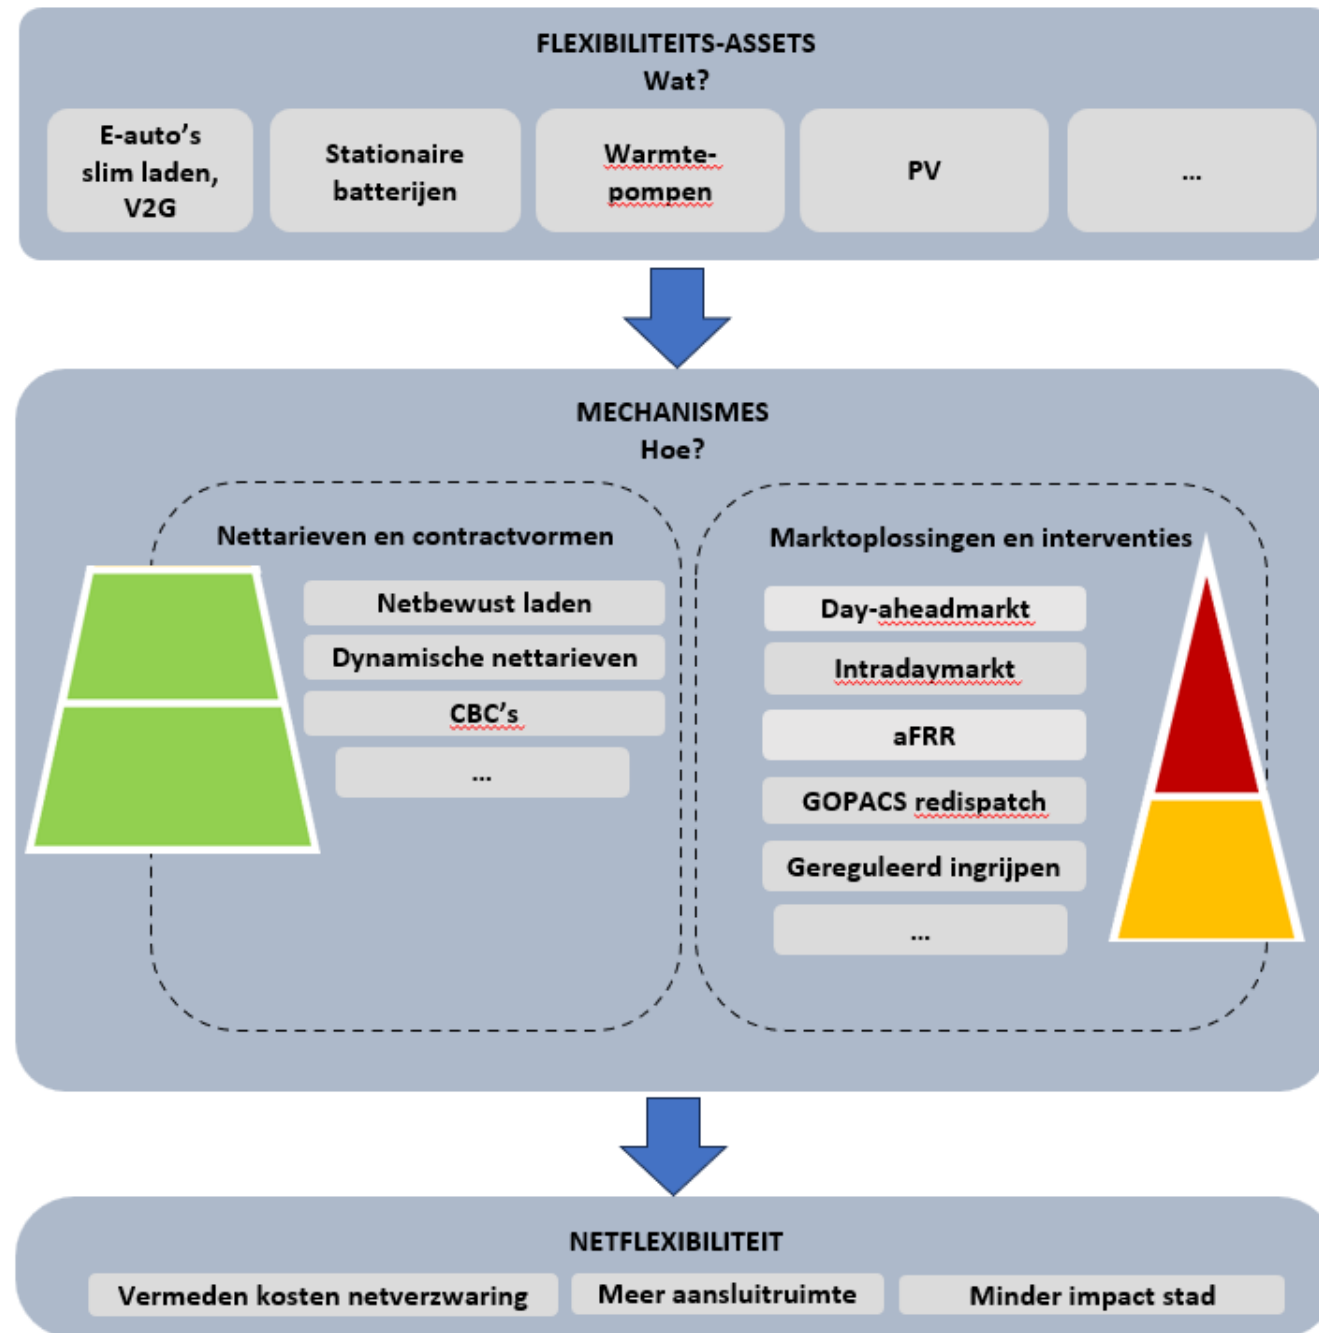 FLEXIBILITEITS-ASSETS
Wat?
E-auto’s
slim laden,
V2G
Stationaire
batterijen
Warmte-
pompen
PV
...
MECHANISMES
Hoe?
Nettarieven en contractvormen
Netbewust laden
Dynamische nettarieven
CBC’s
...
Marktoplossingen en interventies
Day-aheadmarkt
Intradaymarkt
aFRR
GOPACS redispatch
Gereguleerd ingrijpen
...
NETFLEXIBILITEIT
Vermeden kosten netverzwaring
Meer aansluitruimte
Minder impact stad